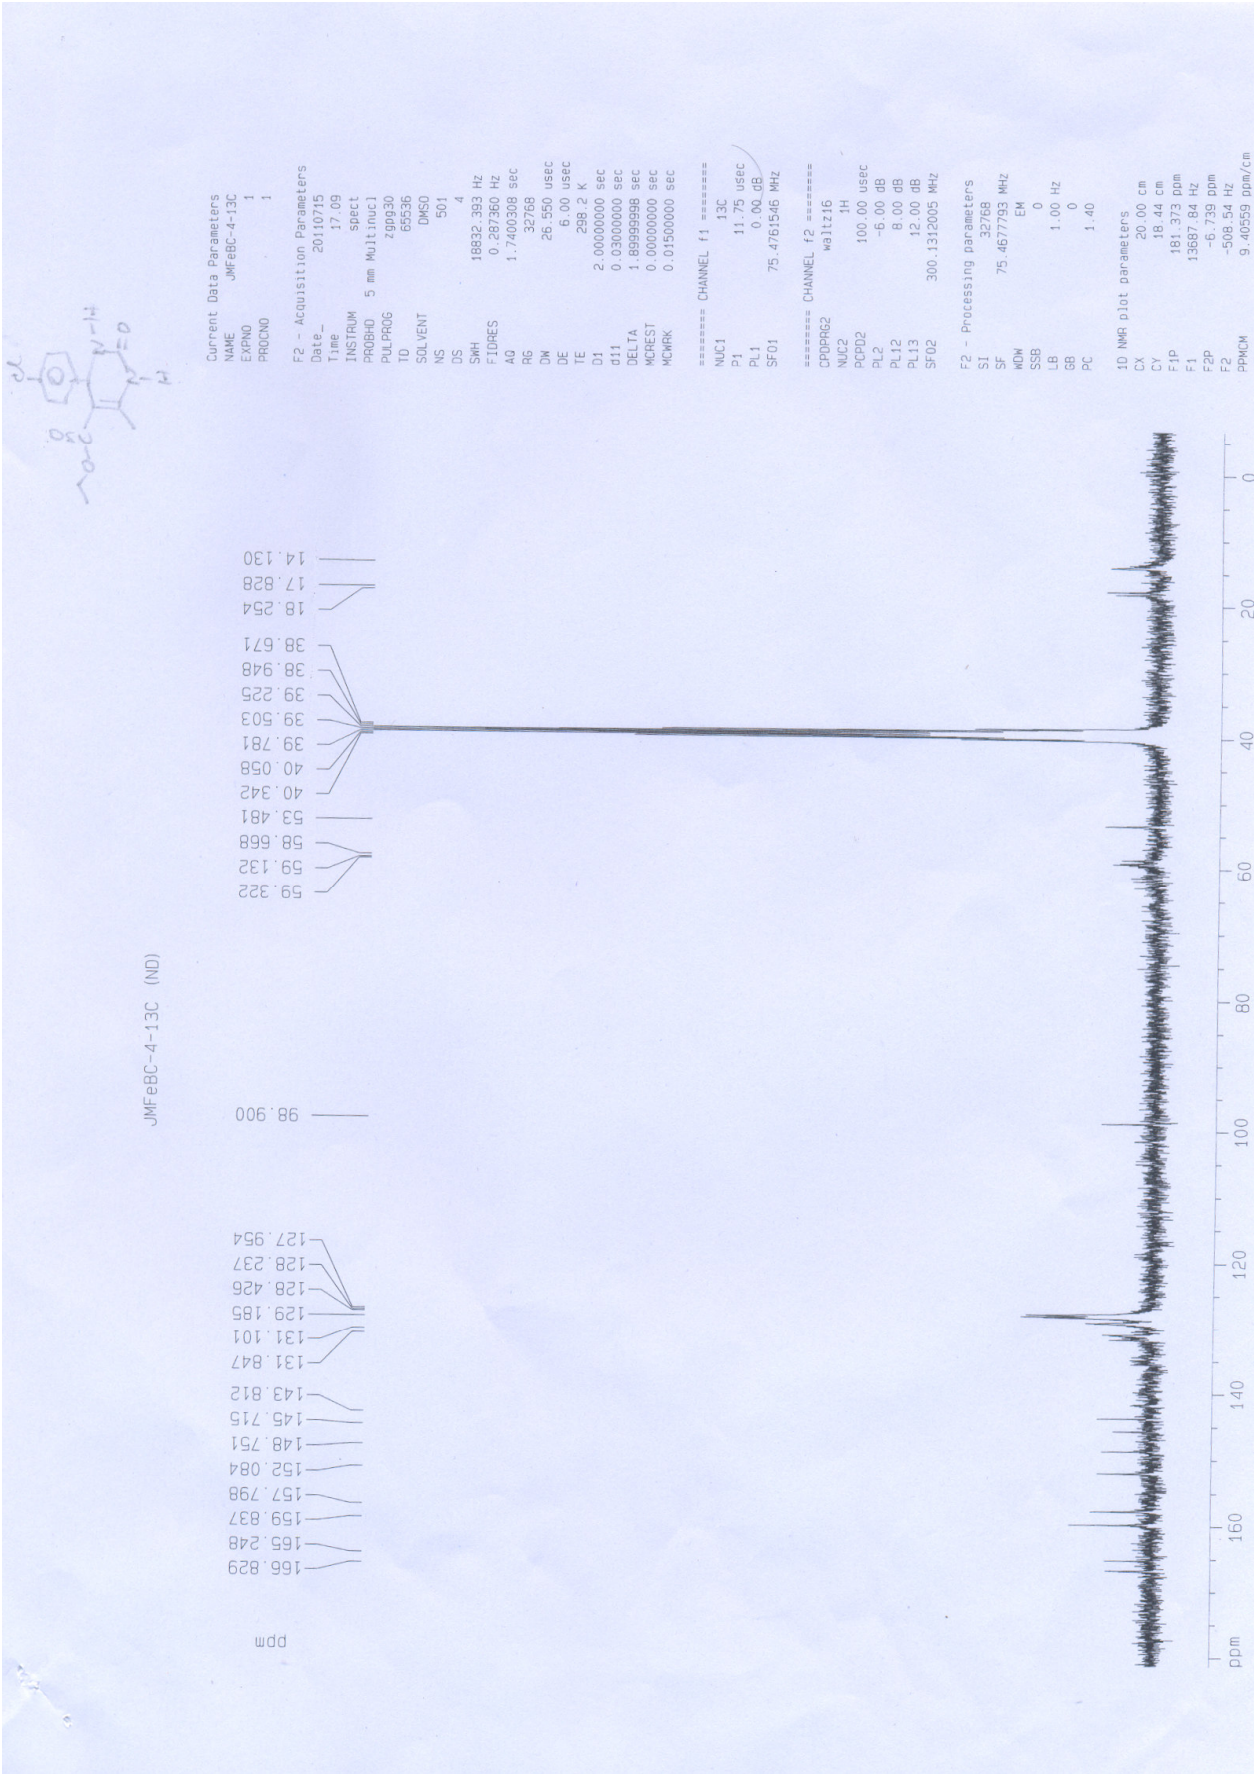 Cl
O
O-C
N-H
N
O
H
JMFeBC-4-13C (ND)
ppm
166.829
165.248
159.837
157.798
152.084
148.751
145.715
143.812
131.847
131.101
129.185
128.426
128.237
127.954
98.900
59.322
59.132
58.668
53.481
40.342
40.058
39.781
39.503
39.225
38.948
38.671
18.254
17.828
14.130
Current Data Parameters
NAME JMFeBC-4-13C
EXPNO 1
PROCNO 1
F2 - Acquisition Parameters
Date_ 20110715
Time 17.09
INSTRUM spect
PROBHD 5 mm Multinucl
PULPROG zgpg30
TD 65536
SOLVENT DMSO
NS 501
DS 4
SWH 18832.393 Hz
FIDRES 0.287360 Hz
AQ 1.7400308 sec
RG 32768
DW 26.550 usec
DE 6.00 usec
TE 298.2 K
D1 2.00000000 sec
d11 0.03000000 sec
DELTA 1.89999998 sec
MCREST 0.00000000 sec
MCWRK 0.01500000 sec
======== CHANNEL f1 ========
NUC1 13C
P1 11.75 usec
PL1 0.00 dB
SFO1 75.4761546 MHz
======== CHANNEL f2 ========
CPDPRG2 waltz16
NUC2 1H
PCPD2 100.00 usec
PL2 -6.00 dB
PL12 8.00 dB
PL13 12.00 dB
SFO2 300.1312005 MHz
F2 - Processing parameters
SI 32768
SF 75.4677793 MHz
WDW EM
SSB 0
LB 1.00 Hz
GB 0
PC 1.40
1D NMR plot parameters
CX 20.00 cm
CY 18.44 cm
F1P 181.373 ppm
F1 13687.84 Hz
F2P -6.739 ppm
F2 -508.54 Hz
PPMCM 9.40559 ppm/cm
ppm 160 140 120 100 80 60 40 20 0